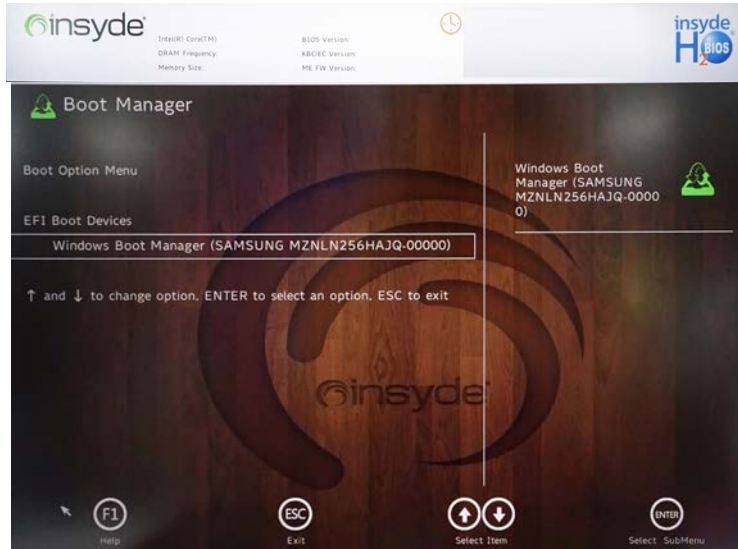 insyde®
Intel(R) Core(TM)
DRAM Frequency:
Memory Size:
BIOS Version:
KBC/EC Version:
ME FW Version:
insyde®
H2BIOS
Boot Manager
Boot Option Menu
EFI Boot Devices
Windows Boot Manager (SAMSUNG MZNLN256HAJQ-00000)
↑ and ↓ to change option, ENTER to select an option, ESC to exit
Windows Boot
Manager (SAMSUNG
MZNLN256HAJQ-0000
0)
insyde
F1
Help
ESC
Exit
Select Item
ENTER
Select SubMenu